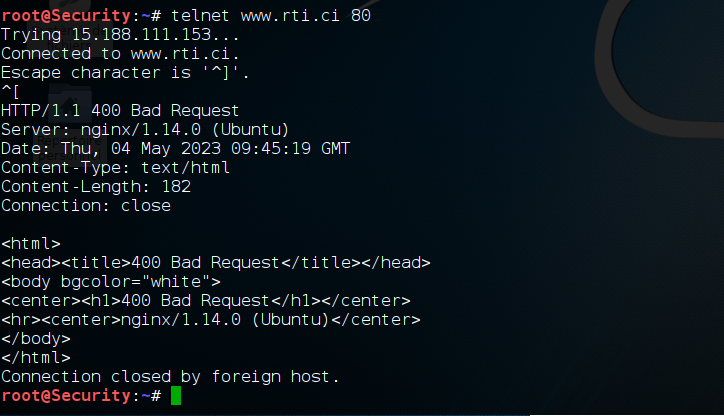 root@Security:~# telnet www.rti.ci 80
Trying 15.188.111.153...
Connected to www.rti.ci.
Escape character is '^]'.
^[
HTTP/1.1 400 Bad Request
Server: nginx/1.14.0 (Ubuntu)
Date: Thu, 04 May 2023 09:45:19 GMT
Content-Type: text/html
Content-Length: 182
Connection: close

<html>
<head><title>400 Bad Request</title></head>
<body bgcolor="white">
<center><h1>400 Bad Request</h1></center>
<hr><center>nginx/1.14.0 (Ubuntu)</center>
</body>
</html>
Connection closed by foreign host.
root@Security:~#